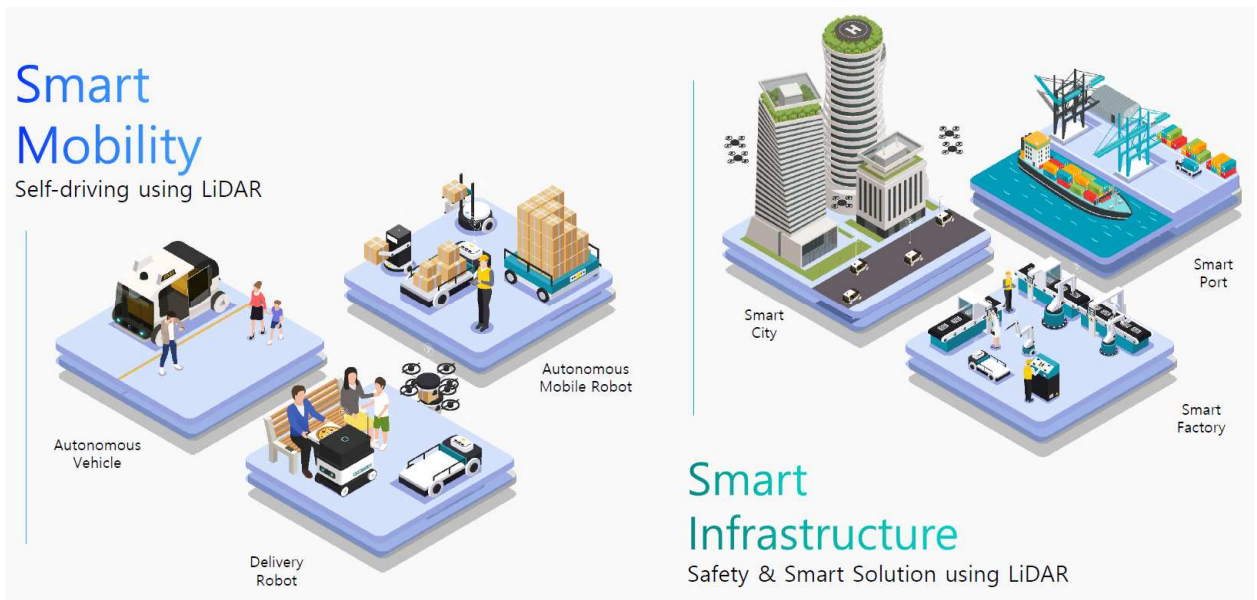 Smart
Mobility
Self-driving using LiDAR
Autonomous
Vehicle
Autonomous
Mobile Robot
Delivery
Robot
H
Smart
City
Smart
Port
Smart
Factory
Smart
Infrastructure
Safety & Smart Solution using LiDAR